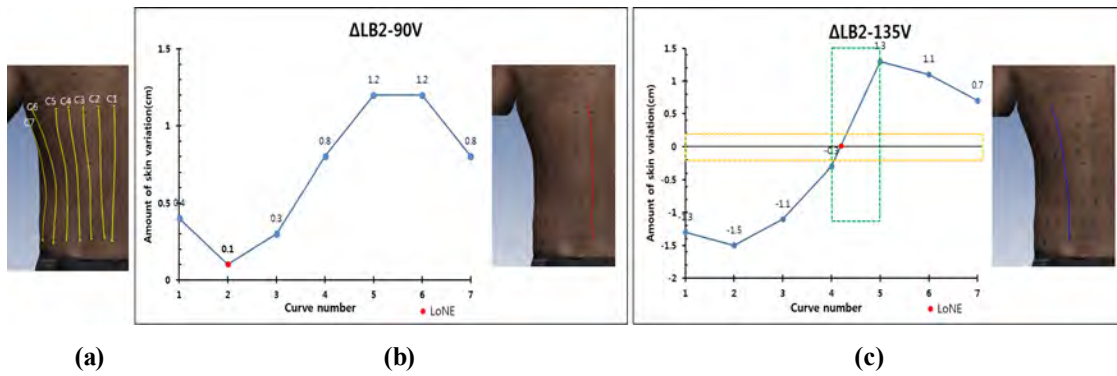 C6 C5 C4 C3 C2 C1
C7
ΔLB2-90V
Amount of skin variation(cm)
1.5
1
0.5
0
0.4
0.1
0.3
0.8
1.2
1.2
0.8
1 2 3 4 5 6 7
Curve number
LoNE
ΔLB2-135V
Amount of skin variation(cm)
1.5
1
0.5
0
-0.5
-1
-1.5
-2
-1.5
-1.1
-0.3
1.3
1.1
0.7
1 2 3 4 5 6 7
Curve number
LoNE
(a) (b) (c)